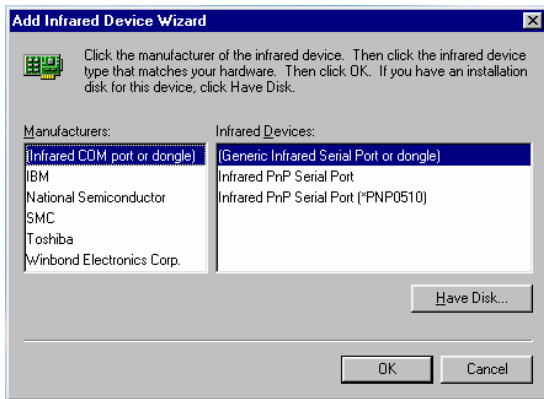 Add Infrared Device Wizard
Click the manufacturer of the infrared device. Then click the infrared device
type that matches your hardware. Then click OK. If you have an installation
disk for this device, click Have Disk.
Manufacturers:
(Infrared COM port or dongle)
IBM
National Semiconductor
SMC
Toshiba
Winbond Electronics Corp.
Infrared Devices:
(Generic Infrared Serial Port or dongle)
Infrared PnP Serial Port
Infrared PnP Serial Port (*PNP0510)
Have Disk...
OK
Cancel